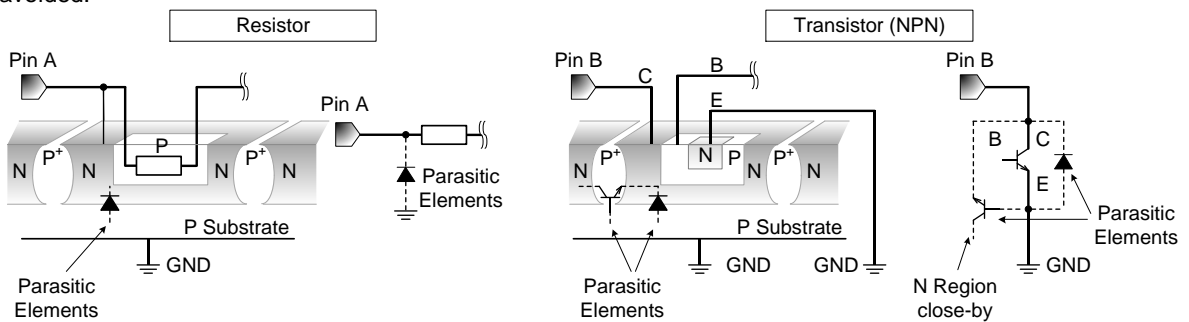 avoided.
Resistor
Transistor (NPN)
Pin A
Pin A
N
P+
N
P
N
P+
N
Parasitic
Elements
P Substrate
GND
Parasitic
Elements
Pin B
C
B
E
N
P+
N
N
P
P+
N
P Substrate
GND
GND
Parasitic
Elements
Pin B
B
C
E
Parasitic
Elements
GND
N Region
close-by